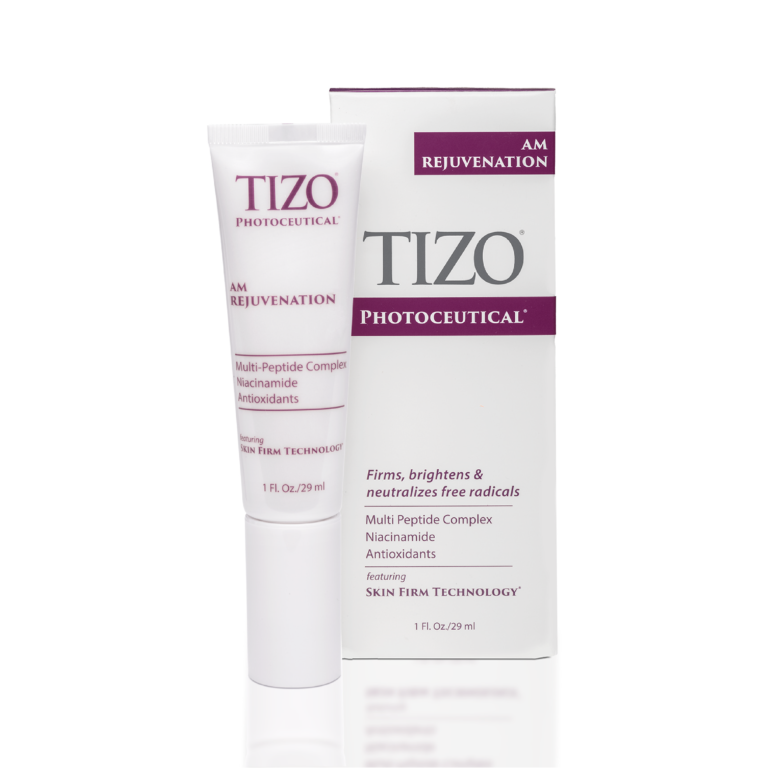 TIZO®
PHOTOCEUTICAL®
AM
REJUVENATION
Multi-Peptide Complex
Niacinamide
Antioxidants
featuring
SKIN FIRM TECHNOLOGY®
1 Fl. Oz./29 ml
AM
REJUVENATION
TIZO®
PHOTOCEUTICAL®
Firms, brightens &
neutralizes free radicals
Multi Peptide Complex
Niacinamide
Antioxidants
featuring
SKIN FIRM TECHNOLOGY®
1 Fl. Oz./29 ml